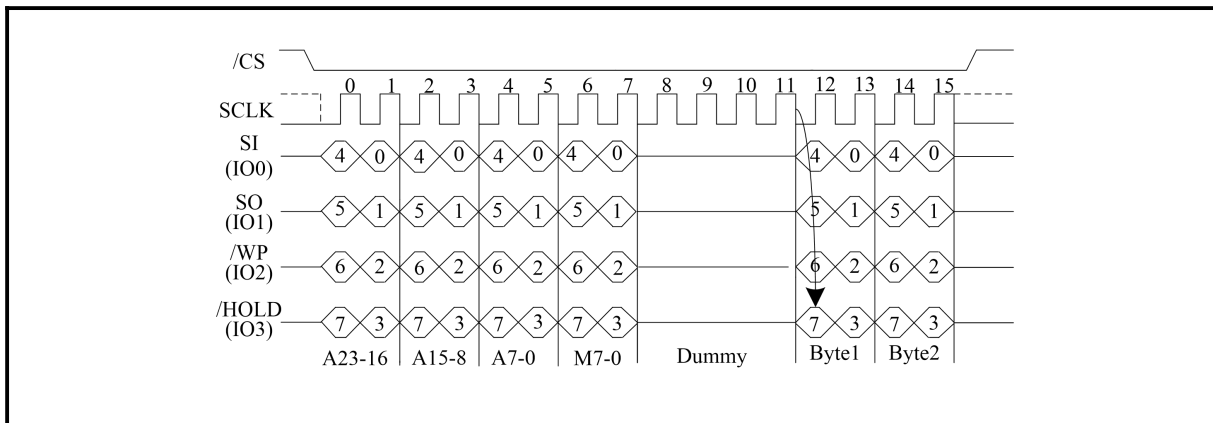 /CS
0 1 2 3 4 5 6 7 8 9 10 11 12 13 14 15
SCLK
SI
(IO0)
4 0 4 0 4 0 4 0 4 0 4 0
SO
(IO1)
5 1 5 1 5 1 5 1 5 1 5 1
/WP
(IO2)
6 2 6 2 6 2 6 2 6 2 6 2
/HOLD
(IO3)
7 3 7 3 7 3 7 3 7 3 7 3
A23-16 A15-8 A7-0 M7-0 Dummy Byte1 Byte2